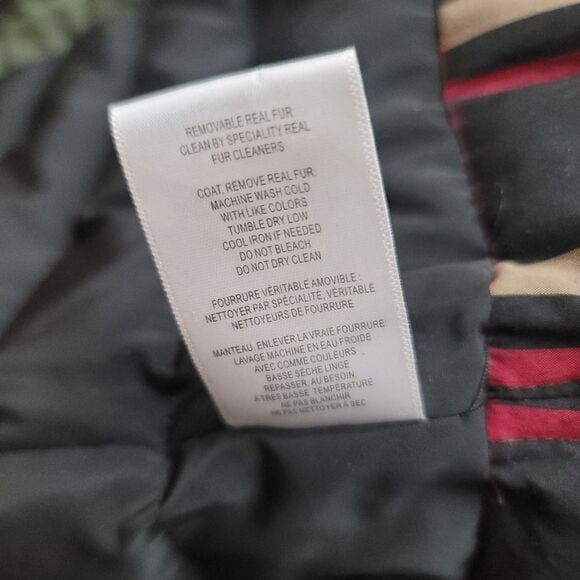 REMOVABLE REAL FUR:
CLEAN BY SPECIALITY REAL
FUR CLEANERS
COAT. REMOVE REAL FUR:
MACHINE WASH COLD
WITH LIKE COLORS
TUMBLE DRY LOW
COOL IRON IF NEEDED
DO NOT BLEACH
DO NOT DRY CLEAN
FOURRURE VÉRITABLE AMOVIBLE :
NETTOYER PAR SPÉCIALITÉ, VÉRITABLE
NETTOYEURS DE FOURRURE
MANTEAU. ENLEVER LA VRAIE FOURRURE:
LAVAGE MACHINE EN EAU FROIDE
AVEC COMME COULEURS
BASSE SÈCHE LINGE
REPASSER, AU BESOIN,
À TRES BASSE TEMPÉRATURE
NE PAS BLANCHIR
NE PAS NETTOYER À SEC